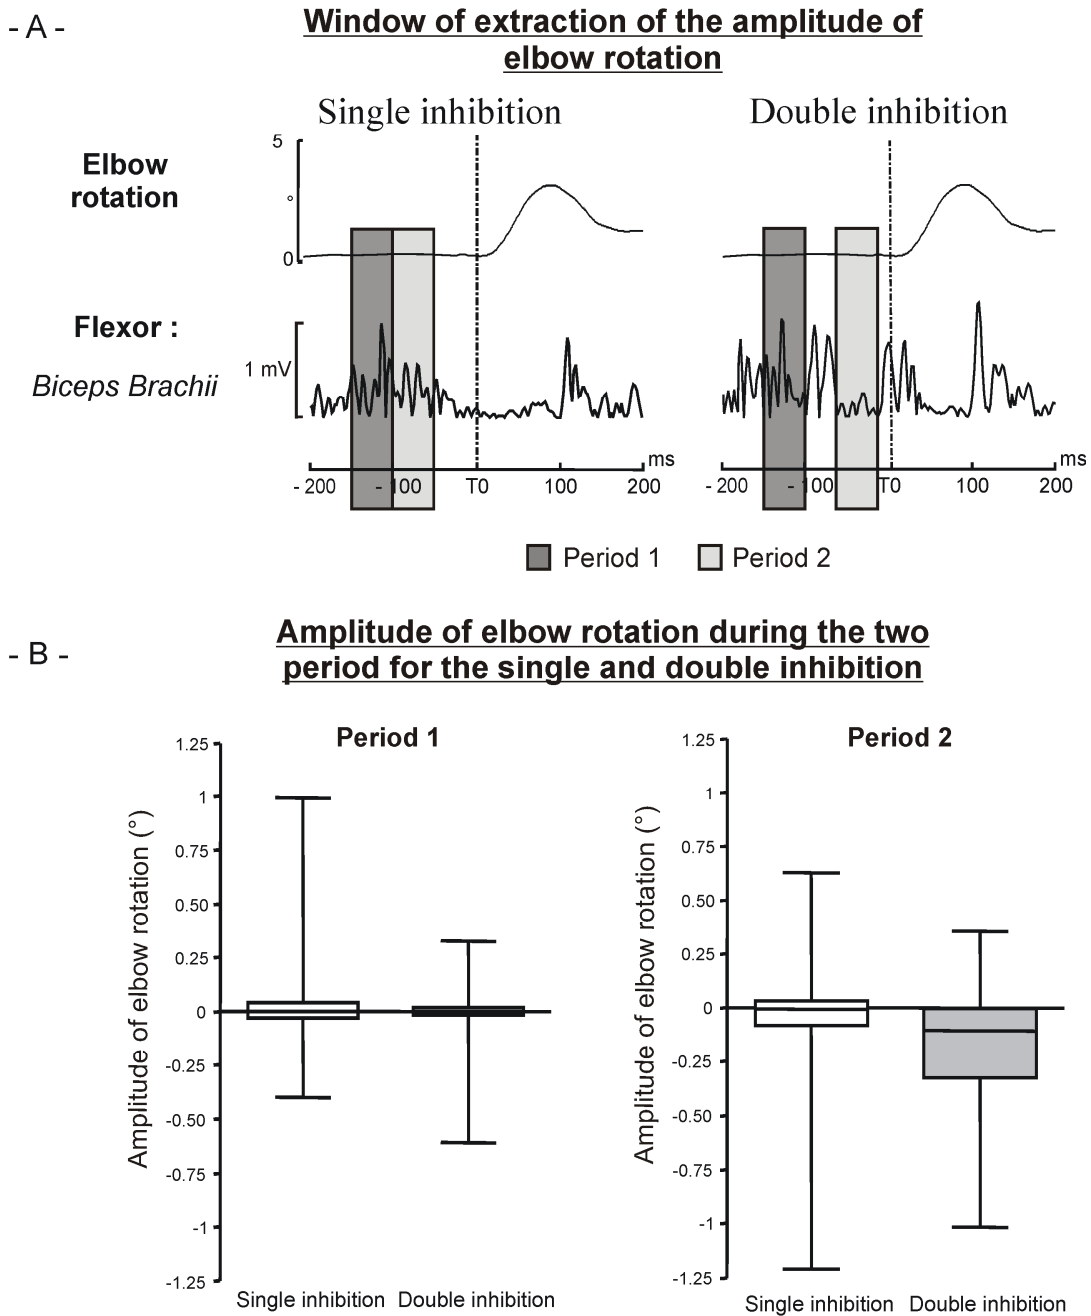 - A -
Window of extraction of the amplitude of
elbow rotation
Single inhibition
Double inhibition
Elbow
rotation
5
°
0
Flexor :
Biceps Brachii
1 mV
- 200 - 100 T0 100 200 ms
- 200 - 100 T0 100 200 ms
Period 1 Period 2
- B -
Amplitude of elbow rotation during the two
period for the single and double inhibition
Period 1
Amplitude of elbow rotation (°)
1.25
1
0.75
0.50
0.25
0
-0.25
-0.50
-0.75
-1
-1.25
Single inhibition Double inhibition
Period 2
Amplitude of elbow rotation (°)
1.25
1
0.75
0.50
0.25
0
-0.25
-0.50
-0.75
-1
-1.25
Single inhibition Double inhibition